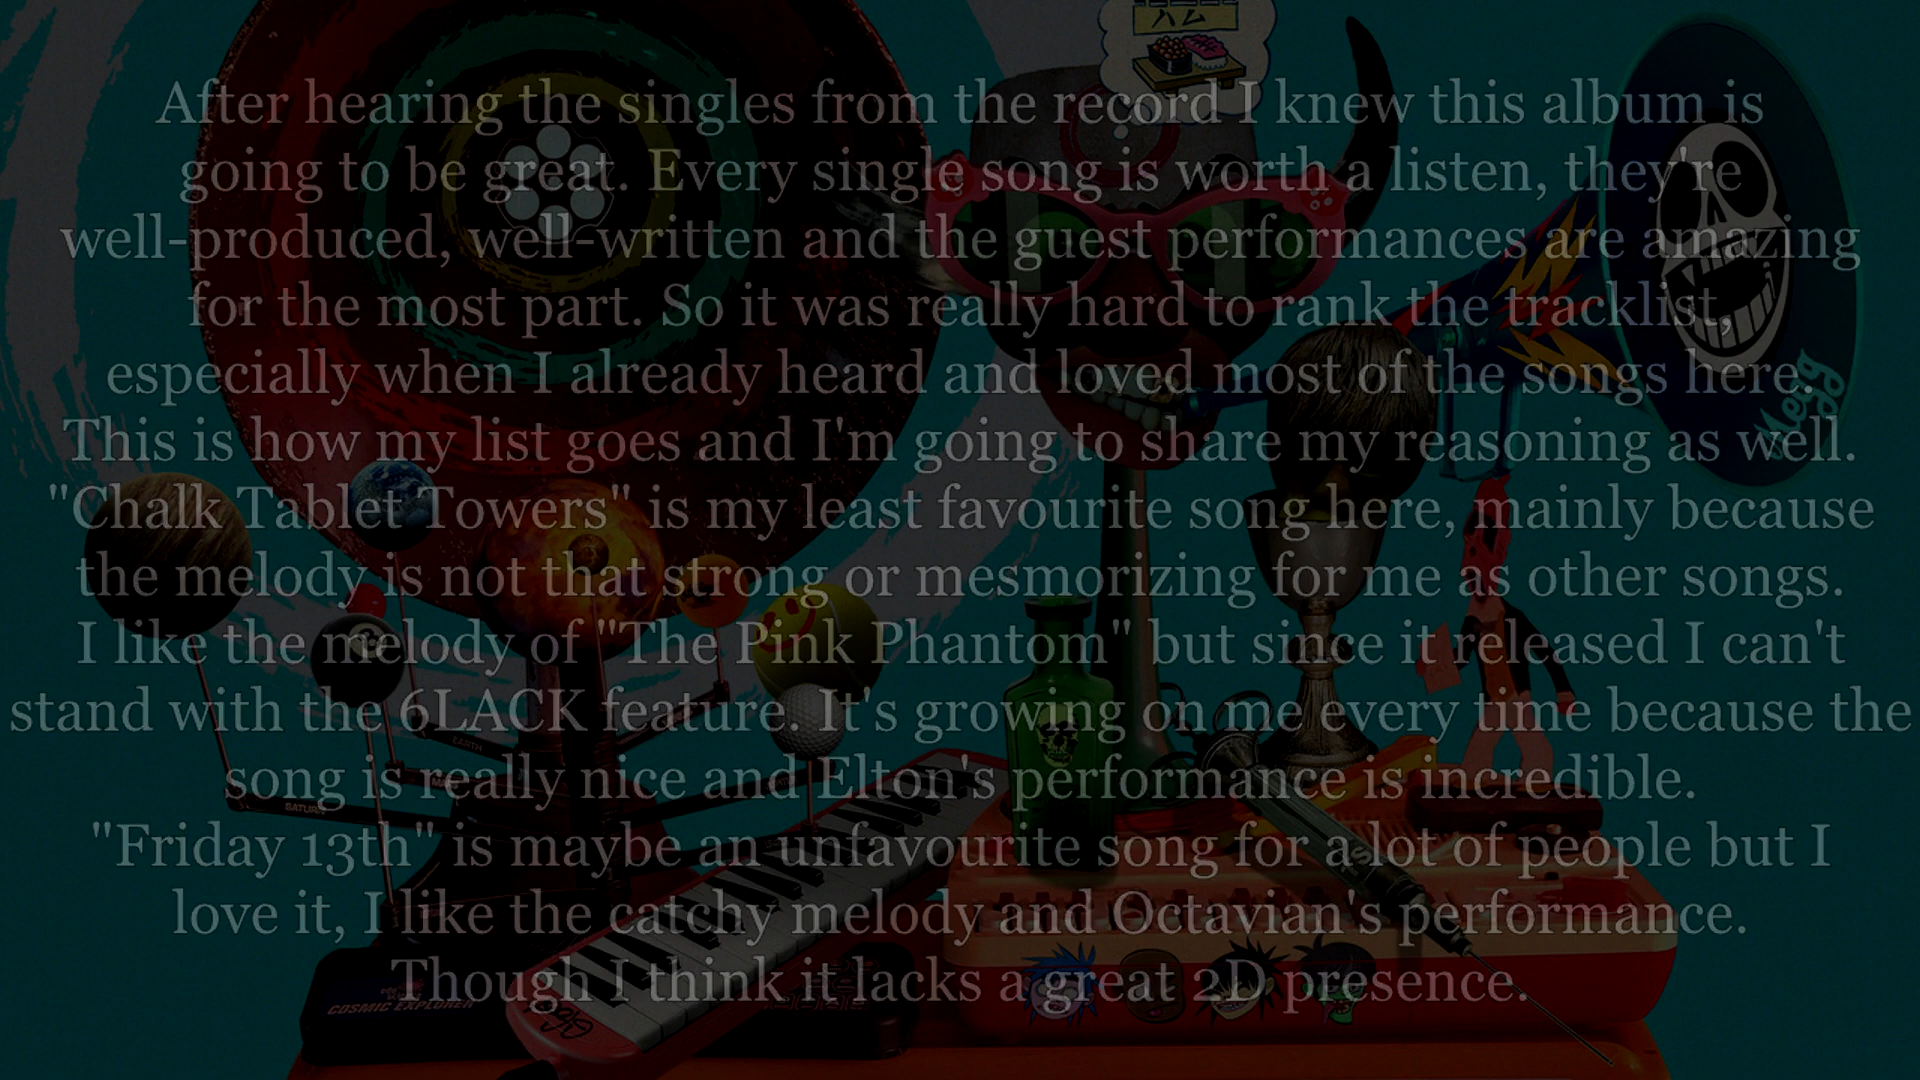 ハム
After hearing the singles from the record I knew this album is
going to be great. Every single song is worth a listen, they're
well-produced, well-written and the guest performances are amazing
for the most part. So it was really hard to rank the tracklist,
especially when I already heard and loved most of the songs here.
This is how my list goes and I'm going to share my reasoning as well.
"Chalk Tablet Towers" is my least favourite song here, mainly because
the melody is not that strong or mesmorizing for me as other songs.
I like the melody of "The Pink Phantom" but since it released I can't
stand with the 6LACK feature. It's growing on me every time because the
song is really nice and Elton's performance is incredible.
"Friday 13th" is maybe an unfavourite song for alot of people but I
love it, I like the catchy melody and Octavian's performance.
Though I think it lacks a great 2D presence.
8
EARTH
SATURN
COSMIC EXPLORER